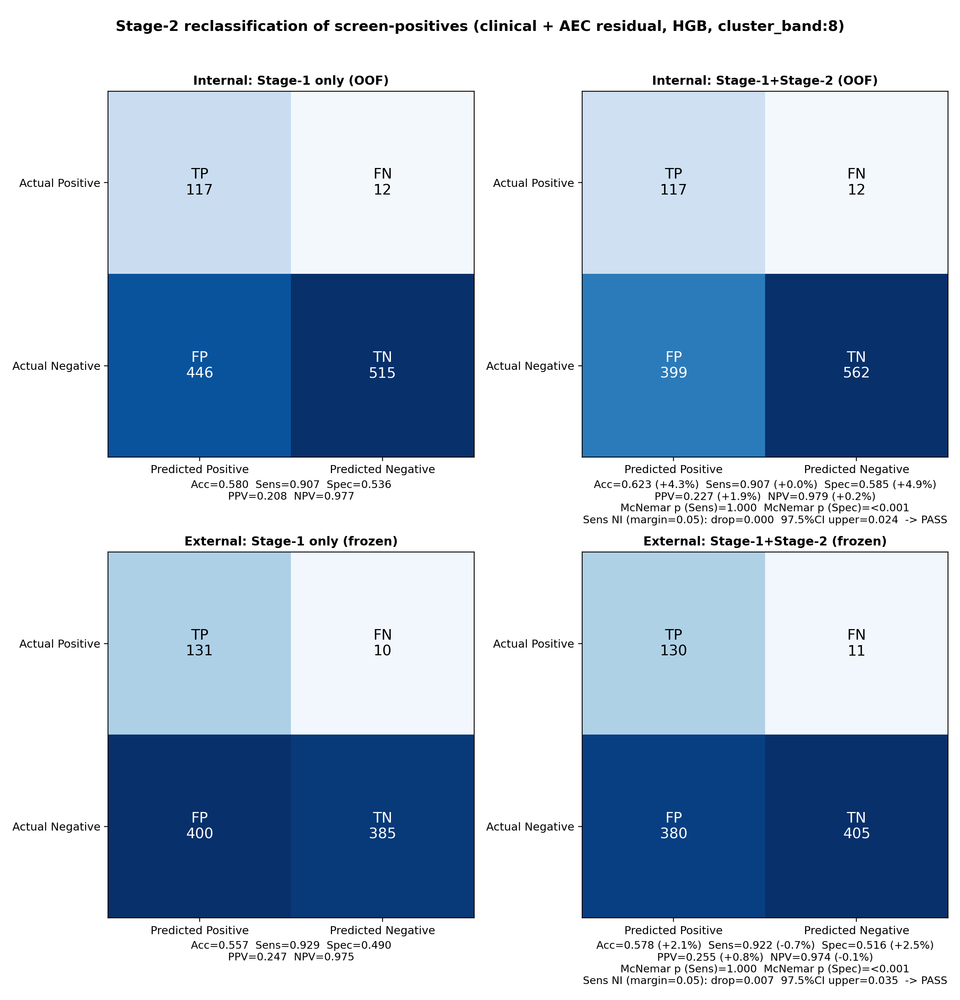 Stage-2 reclassification of screen-positives (clinical + AEC residual, HGB, cluster_band:8)
Internal: Stage-1 only (OOF)
Actual Positive
TP
117
FN
12
Actual Negative
FP
446
TN
515
Predicted Positive
Predicted Negative
Acc=0.580 Sens=0.907 Spec=0.536
PPV=0.208 NPV=0.977
Internal: Stage-1+Stage-2 (OOF)
Actual Positive
TP
117
FN
12
Actual Negative
FP
399
TN
562
Predicted Positive
Predicted Negative
Acc=0.623 (+4.3%) Sens=0.907 (+0.0%) Spec=0.585 (+4.9%)
PPV=0.227 (+1.9%) NPV=0.979 (+0.2%)
McNemar p (Sens)=1.000 McNemar p (Spec)=<0.001
Sens NI (margin=0.05): drop=0.000 97.5%CI upper=0.024 -> PASS
External: Stage-1 only (frozen)
Actual Positive
TP
131
FN
10
Actual Negative
FP
400
TN
385
Predicted Positive
Predicted Negative
Acc=0.557 Sens=0.929 Spec=0.490
PPV=0.247 NPV=0.975
External: Stage-1+Stage-2 (frozen)
Actual Positive
TP
130
FN
11
Actual Negative
FP
380
TN
405
Predicted Positive
Predicted Negative
Acc=0.578 (+2.1%) Sens=0.922 (-0.7%) Spec=0.516 (+2.5%)
PPV=0.255 (+0.8%) NPV=0.974 (-0.1%)
McNemar p (Sens)=1.000 McNemar p (Spec)=<0.001
Sens NI (margin=0.05): drop=0.007 97.5%CI upper=0.035 -> PASS